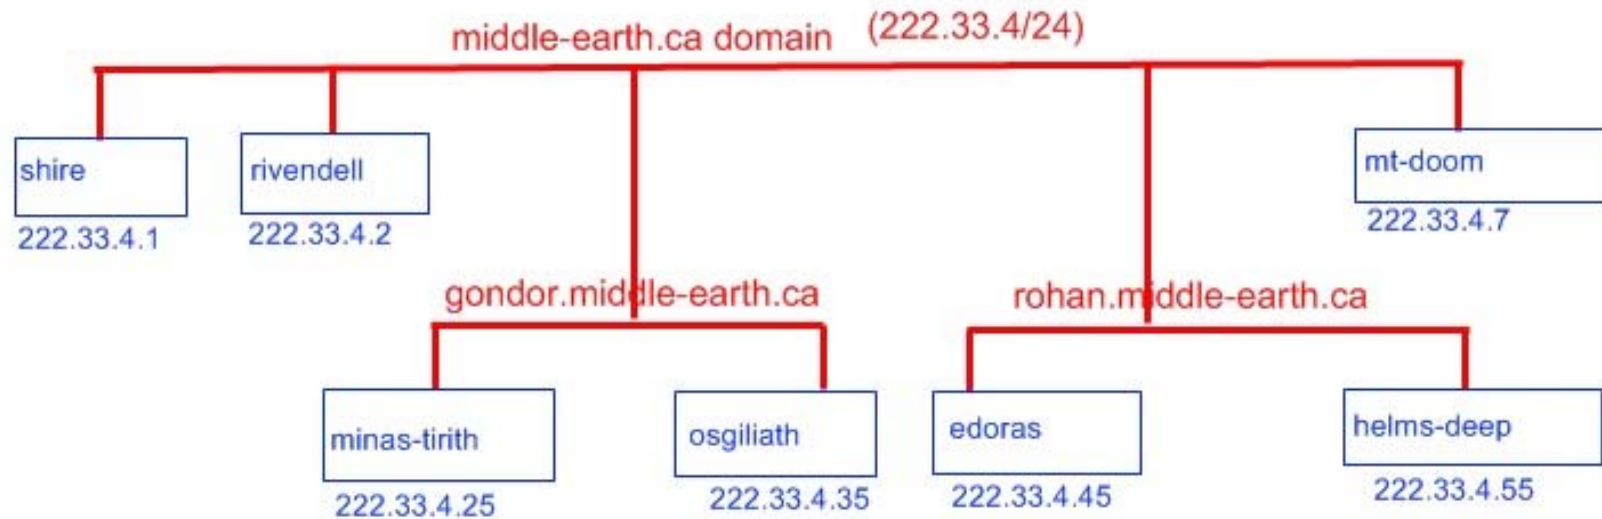 middle-earth.ca domain (222.33.4/24)
shire
222.33.4.1
rivendell
222.33.4.2
mt-doom
222.33.4.7
gondor.middle-earth.ca
rohan.middle-earth.ca
minas-tirith
222.33.4.25
osgiliath
222.33.4.35
edoras
222.33.4.45
helms-deep
222.33.4.55